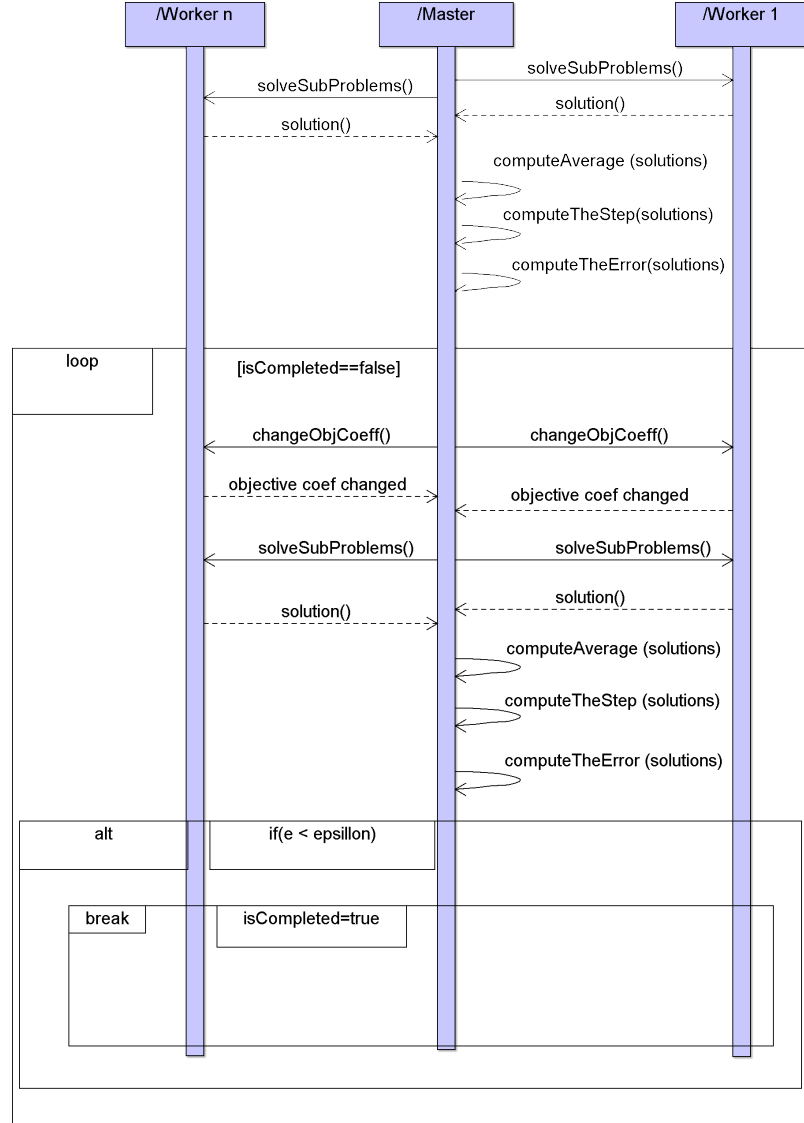 /Worker n
/Master
/Worker 1
solveSubProblems()
solveSubProblems()
solution()
solution()
computeAverage (solutions)
computeTheStep(solutions)
computeTheError(solutions)
loop
[isCompleted==false]
changeObjCoeff()
changeObjCoeff()
objective coef changed
objective coef changed
solveSubProblems()
solveSubProblems()
solution()
solution()
computeAverage (solutions)
computeTheStep (solutions)
computeTheError (solutions)
alt
if(e < epsillon)
break
isCompleted=true